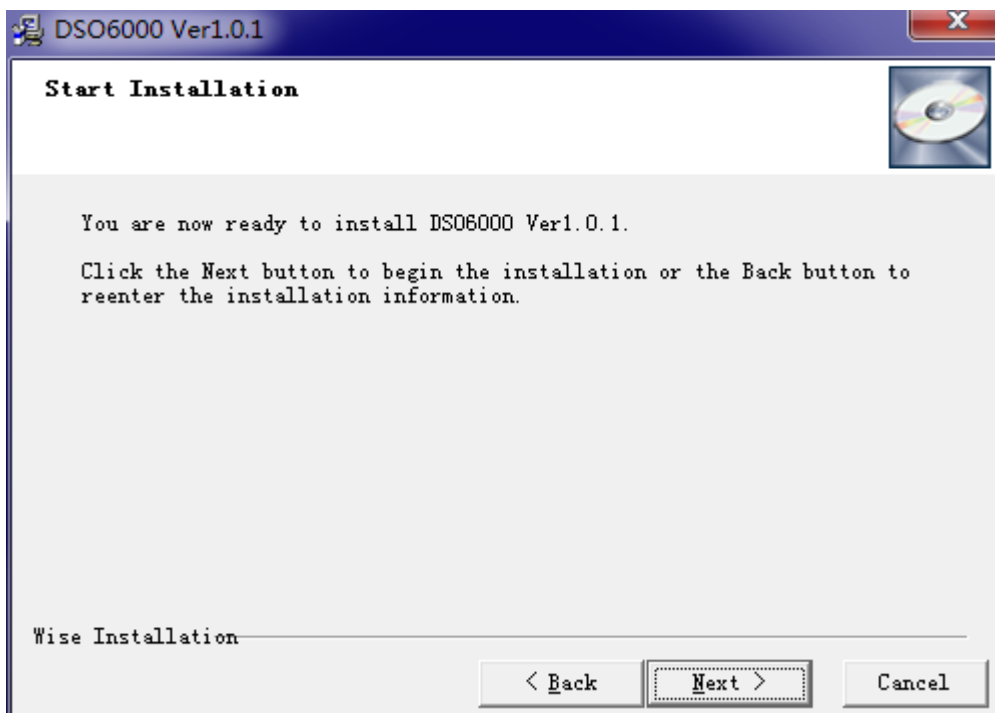 DSO6000 Ver1.0.1
Start Installation
You are now ready to install DSO6000 Ver1.0.1.
Click the Next button to begin the installation or the Back button to
reenter the installation information.
Wise Installation
< Back
Next >
Cancel